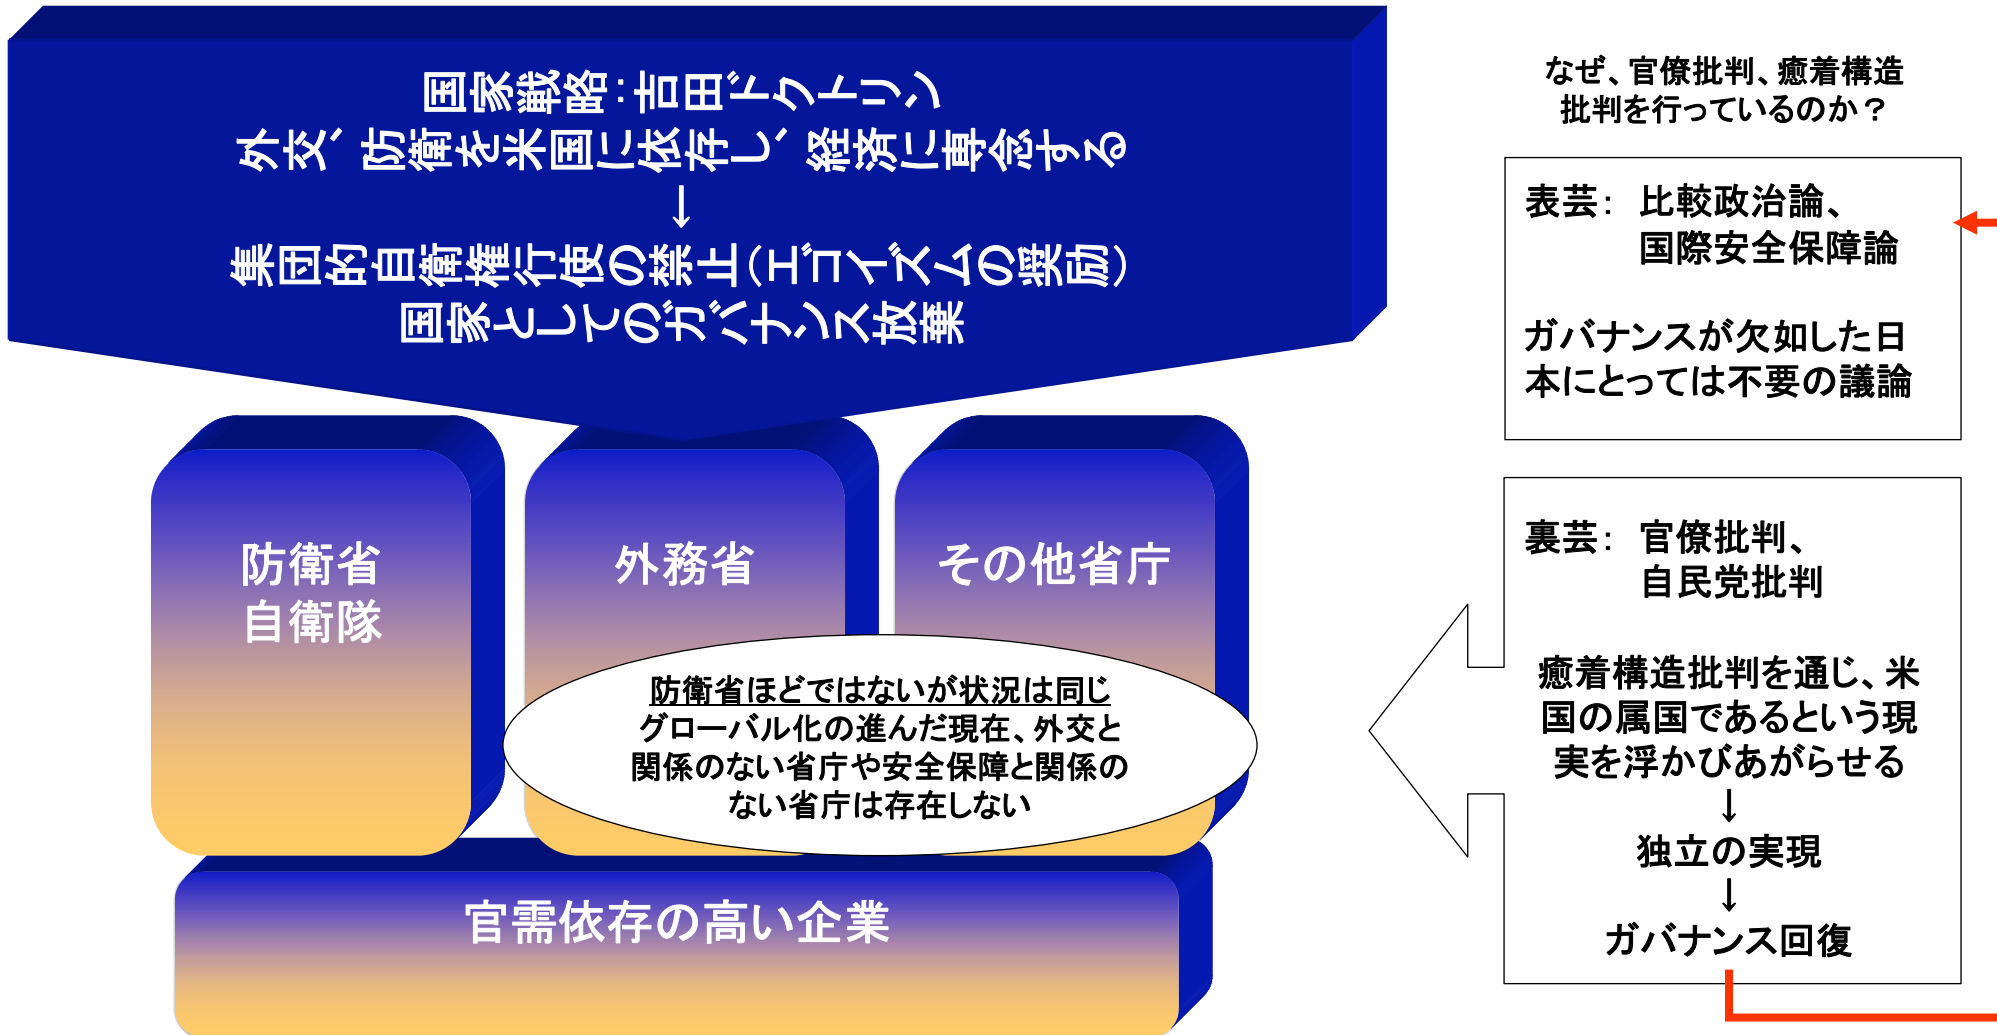 国家戦略：吉田ドクトリン
外交、防衛を米国に依存し、経済に専念する
↓
集団的自衛権行使の禁止（エゴイズムの奨励）
国家としてのガバナンス放棄
防衛省
自衛隊
外務省
その他省庁
防衛省ほどではないが状況は同じ
グローバル化の進んだ現在、外交と
関係のない省庁や安全保障と関係の
ない省庁は存在しない
官需依存の高い企業
なぜ、官僚批判、癒着構造
批判を行っているのか？
表芸： 比較政治論、
国際安全保障論
ガバナンスが欠如した日
本にとっては不要の議論
裏芸： 官僚批判、
自民党批判
癒着構造批判を通じ、米
国の属国であるという現
実を浮かびあがらせる
↓
独立の実現
↓
ガバナンス回復